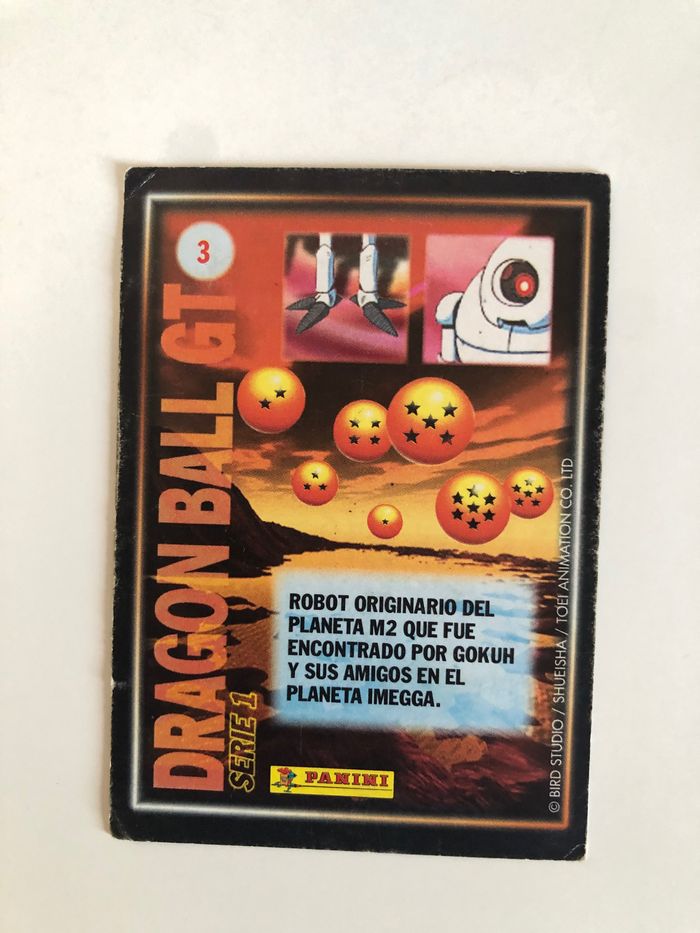 3
DRAGON BALL GT
SERIE 1
ROBOT ORIGINARIO DEL
PLANETA M2 QUE FUE
ENCONTRADO POR GOKUH
Y SUS AMIGOS EN EL
PLANETA IMEGGA.
PANINI
© BIRD STUDIO / SHUEISHA / TOEI ANIMATION CO. LTD